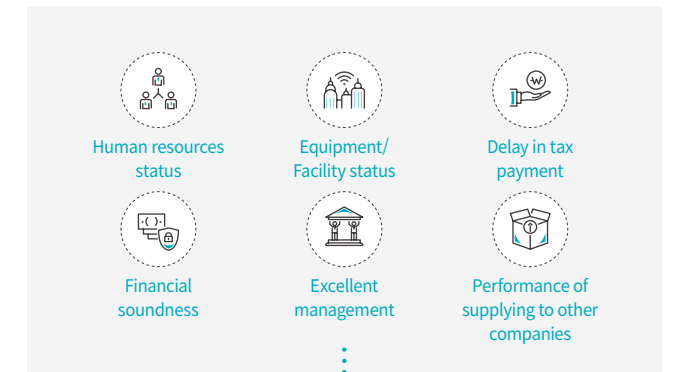 Human resources
status
Equipment/
Facility status
Delay in tax
payment
Financial
soundness
Excellent
management
Performance of
supplying to other
companies